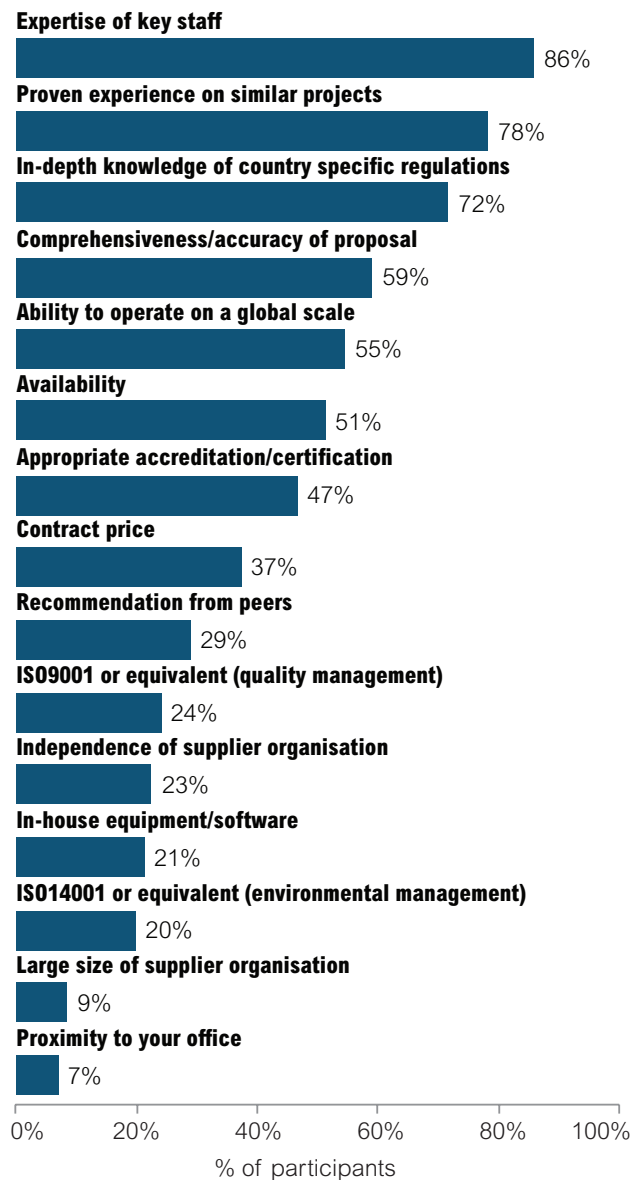 Expertise of key staff
86%
Proven experience on similar projects
78%
In-depth knowledge of country specific regulations
72%
Comprehensiveness/accuracy of proposal
59%
Ability to operate on a global scale
55%
Availability
51%
Appropriate accreditation/certification
47%
Contract price
37%
Recommendation from peers
29%
ISO9001 or equivalent (quality management)
24%
Independence of supplier organisation
23%
In-house equipment/software
21%
ISO14001 or equivalent (environmental management)
20%
Large size of supplier organisation
9%
Proximity to your office
7%
0% 20% 40% 60% 80% 100%
% of participants